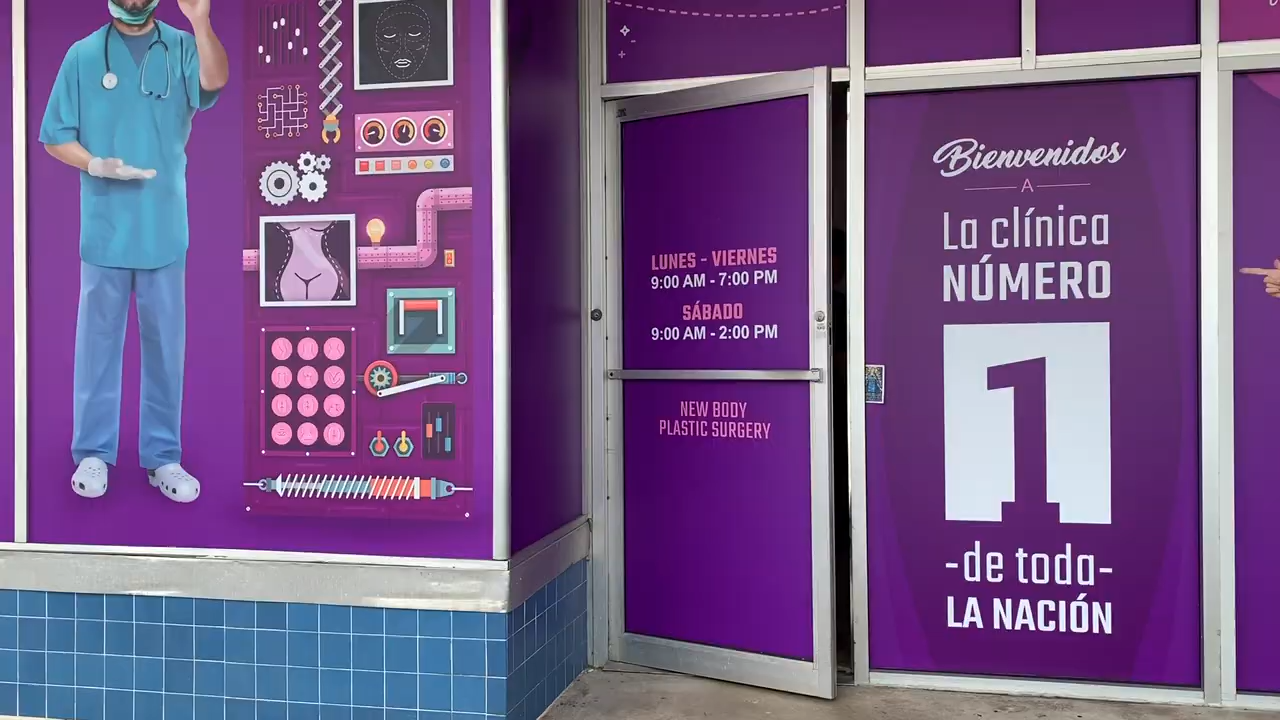 LUNES - VIERNES
9:00 AM - 7:00 PM
SÁBADO
9:00 AM - 2:00 PM
NEW BODY
PLASTIC SURGERY
Bienvenidos
A
La clínica
NÚMERO
1
-de toda-
LA NACIÓN